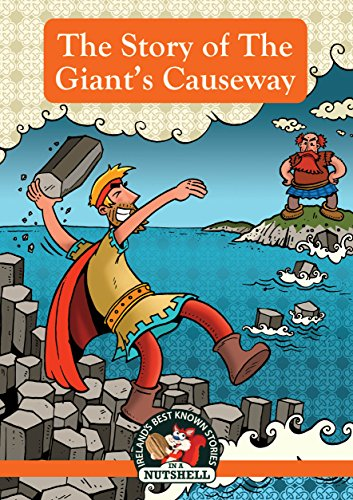 The Story of The
Giant's Causeway
IRELAND'S BEST KNOWN STORIES
IN A
NUTSHELL